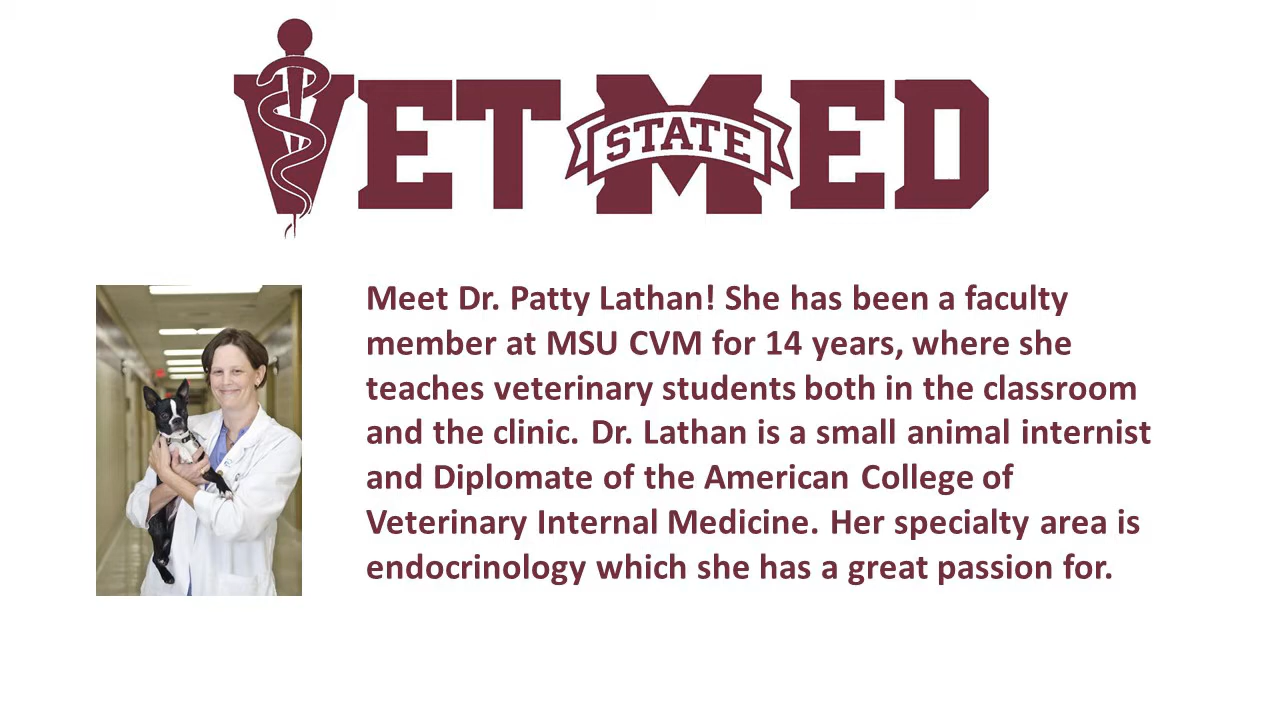 VETMED
STATE
Meet Dr. Patty Lathan! She has been a faculty
member at MSU CVM for 14 years, where she
teaches veterinary students both in the classroom
and the clinic. Dr. Lathan is a small animal internist
and Diplomate of the American College of
Veterinary Internal Medicine. Her specialty area is
endocrinology which she has a great passion for.